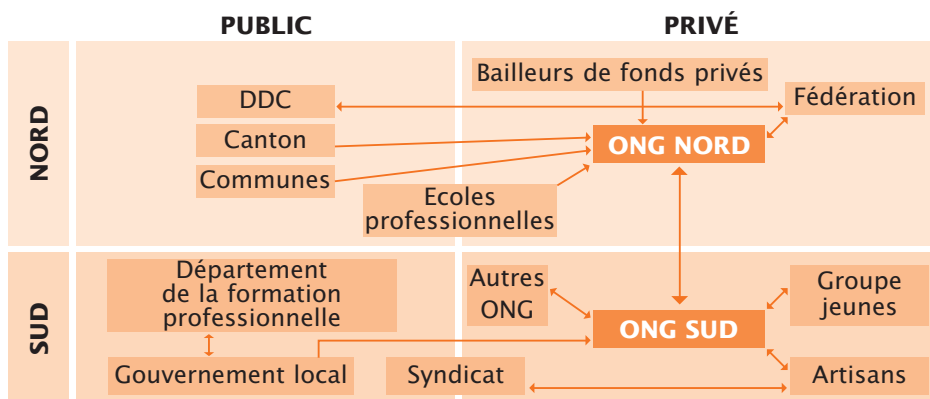 PUBLIC
PRIVÉ
NORD
Bailleurs de fonds privés
DDC
Fédération
Canton
ONG NORD
Communes
Ecoles
professionnelles
SUD
Département
de la formation
professionnelle
Autres
ONG
Groupe
jeunes
ONG SUD
Gouvernement local
Syndicat
Artisans